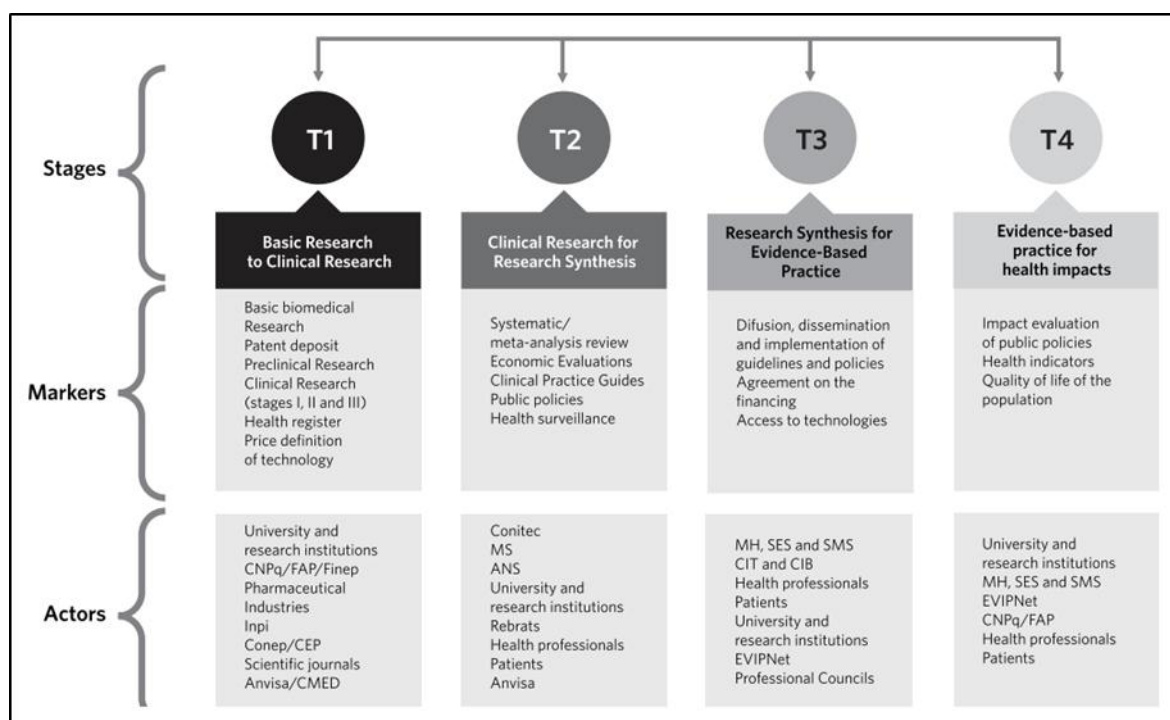 T1
T2
T3
T4
Stages
Basic Research
to Clinical Research
Clinical Research for
Research Synthesis
Research Synthesis for
Evidence-Based
Practice
Evidence-based
practice for
health impacts
Markers
Basic biomedical
Research
Patent deposit
Preclinical Research
Clinical Research
(stages I, II and III)
Health register
Price definition
of technology
Systematic/
meta-analysis review
Economic Evaluations
Clinical Practice Guides
Public policies
Health surveillance
Difusion, dissemination
and implementation of
guidelines and policies
Agreement on the
financing
Access to technologies
Impact evaluation
of public policies
Health indicators
Quality of life of the
population
Actors
University and
research institutions
CNPq/FAP/Finep
Pharmaceutical
Industries
Inpi
Conep/CEP
Scientific journals
Anvisa/CMED
Conitec
MS
ANS
University and
research institutions
Rebrats
Health professionals
Patients
Anvisa
MH, SES and SMS
CIT and CIB
Health professionals
Patients
University and
research institutions
EVIPNet
Professional Councils
University and
research institutions
MH, SES and SMS
EVIPNet
CNPq/FAP
Health professionals
Patients